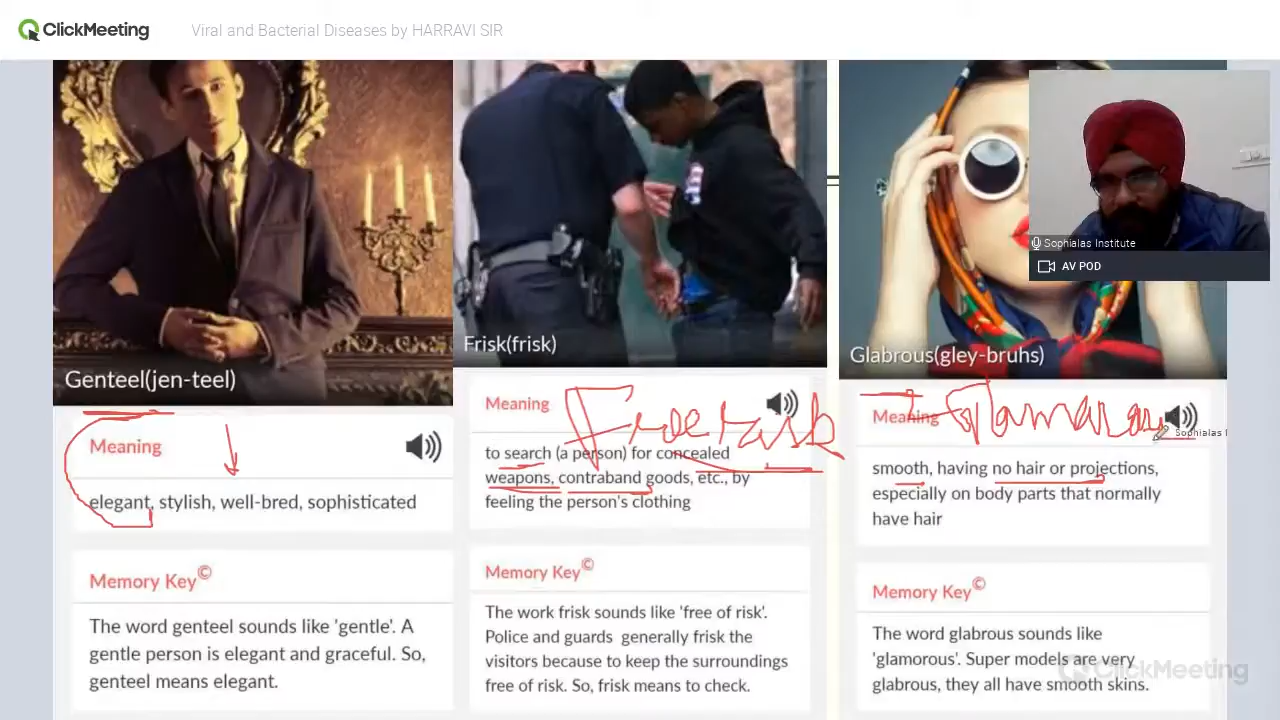 ClickMeeting
Viral and Bacterial Diseases by HARRAVI SIR
Sophialas Institute
AV POD
Genteel(jen-teel)
Meaning
elegant, stylish, well-bred, sophisticated
Memory Key©
The word genteel sounds like 'gentle'. A
gentle person is elegant and graceful. So,
genteel means elegant.
Frisk(frisk)
Meaning
to search (a person) for concealed
weapons, contraband goods, etc., by
feeling the person's clothing
Memory Key©
The work frisk sounds like 'free of risk'.
Police and guards generally frisk the
visitors because to keep the surroundings
free of risk. So, frisk means to check.
Glabrous(gley-bruhs)
Meaning
Sophialas I
smooth, having no hair or projections,
especially on body parts that normally
have hair
Memory Key©
The word glabrous sounds like
'glamorous'. Super models are very
glabrous, they all have smooth skins.
ClickMeeting